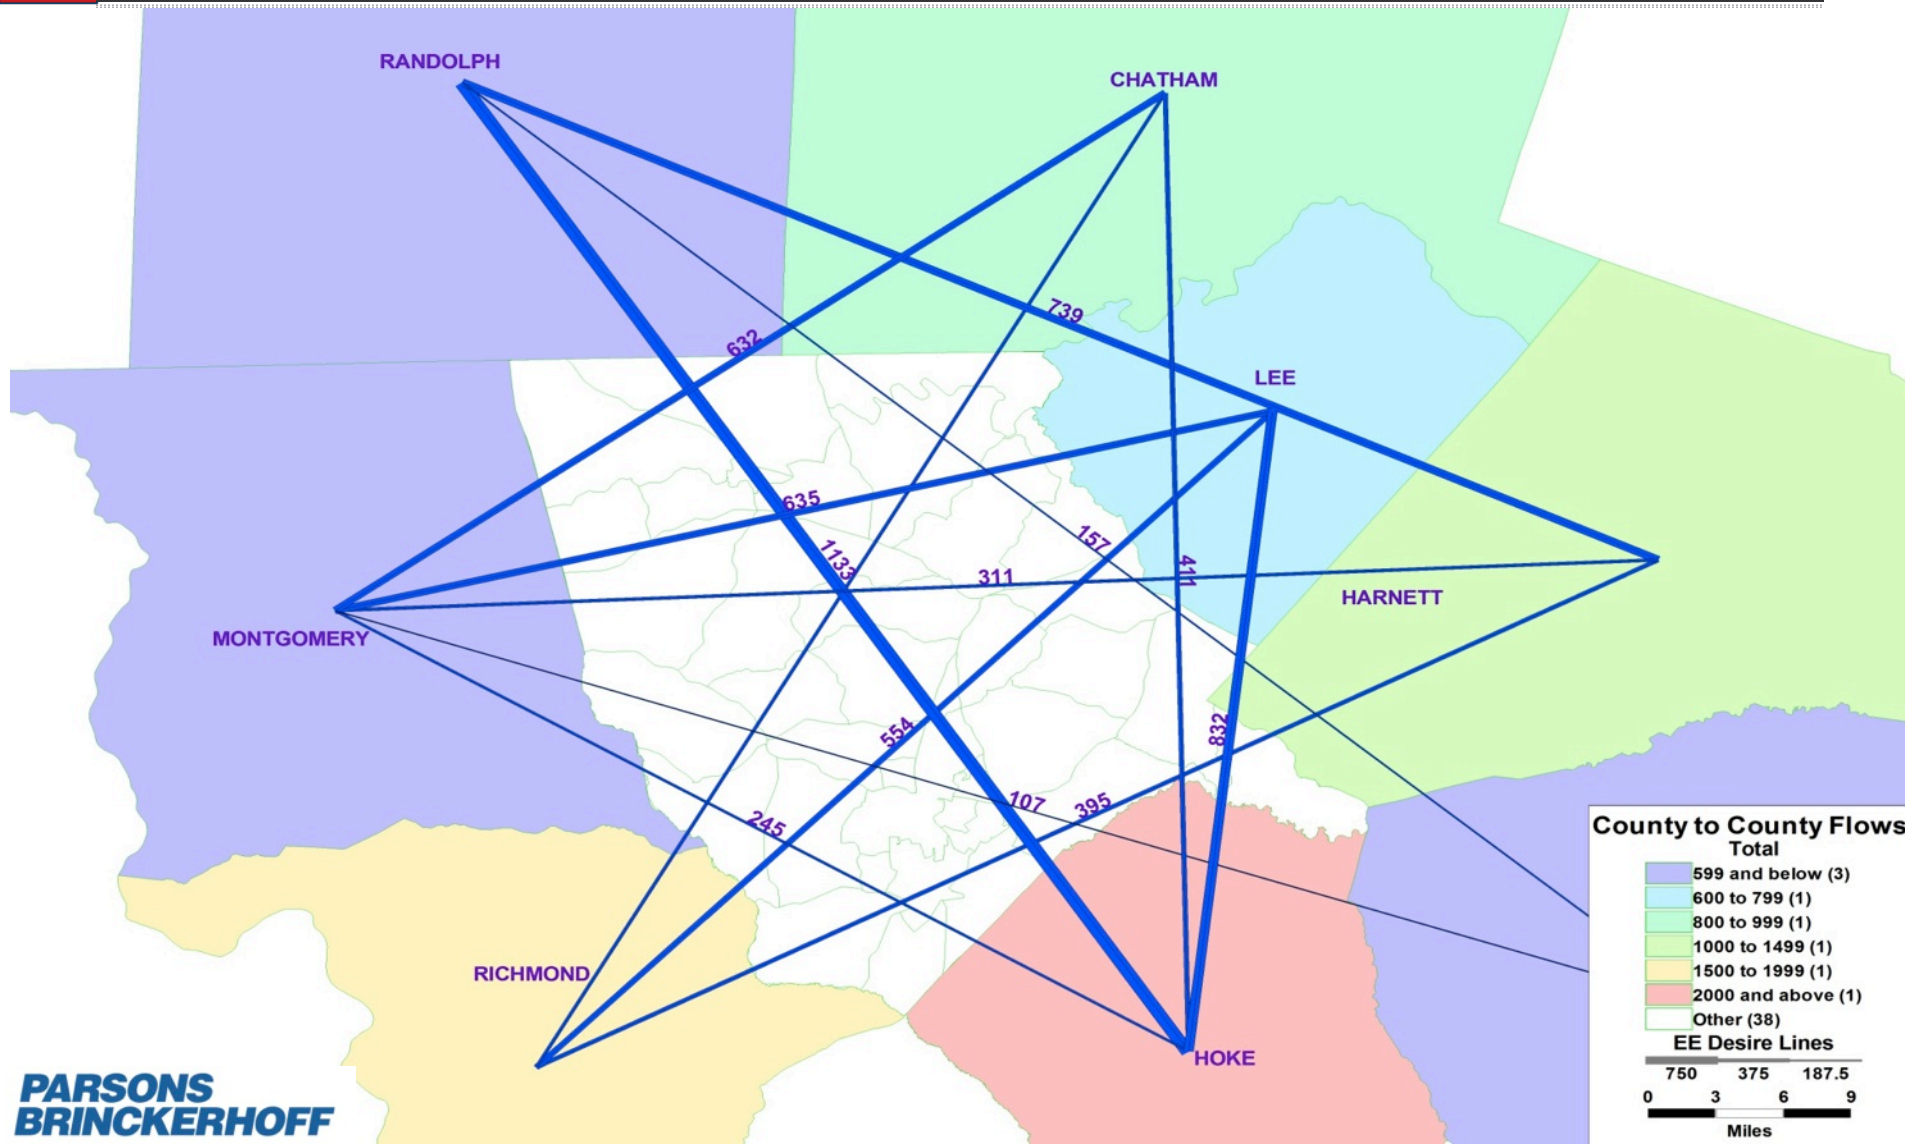 RANDOLPH
CHATHAM
739
632
LEE
635
1133
157
311
411
HARNETT
MONTGOMERY
554
832
107
395
245
RICHMOND
HOKE
County to County Flows
Total
599 and below (3)
600 to 799 (1)
800 to 999 (1)
1000 to 1499 (1)
1500 to 1999 (1)
2000 and above (1)
Other (38)
EE Desire Lines
750 375 187.5
0 3 6 9
Miles
PARSONS
BRINCKERHOFF